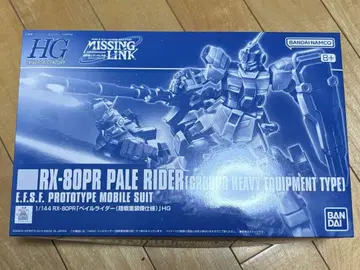 HG
MISSING LINK
BANDAI NAMCO
8+
RX-80PR PALE RIDER [GROUND HEAVY EQUIPMENT TYPE]
E.F.S.F. PROTOTYPE MOBILE SUIT
1/144 RX-80PR「ペイルライダー(陸戦重装備仕様)」HG
BANDAI